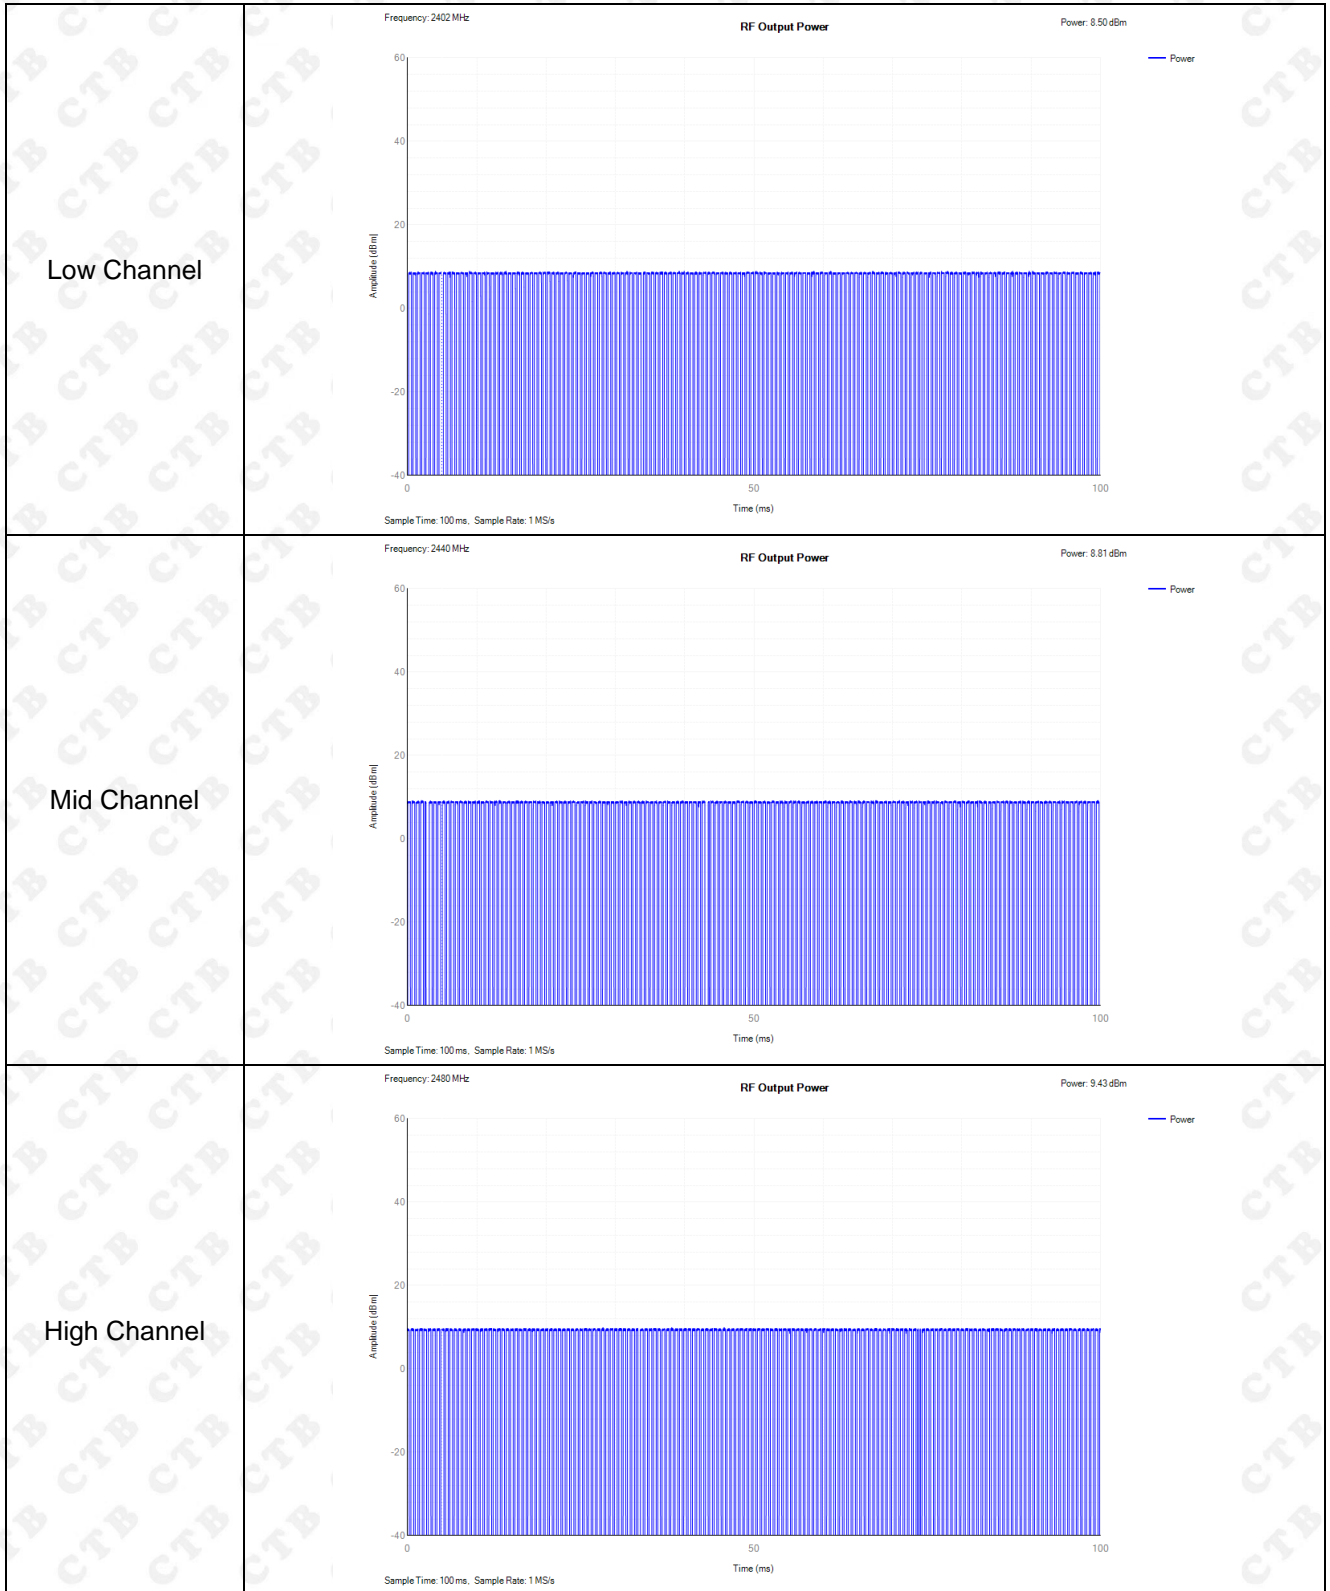 Low Channel
Frequency: 2402 MHz
RF Output Power
Power: 8.50 dBm
Power
60
40
20
0
-20
-40
Amplitude (dBm)
0 50 100
Time (ms)
Sample Time: 100 ms, Sample Rate: 1 MS/s
Mid Channel
Frequency: 2440 MHz
RF Output Power
Power: 8.81 dBm
Power
60
40
20
0
-20
-40
Amplitude (dBm)
0 50 100
Time (ms)
Sample Time: 100 ms, Sample Rate: 1 MS/s
High Channel
Frequency: 2480 MHz
RF Output Power
Power: 9.43 dBm
Power
60
40
20
0
-20
-40
Amplitude (dBm)
0 50 100
Time (ms)
Sample Time: 100 ms, Sample Rate: 1 MS/s
CTB